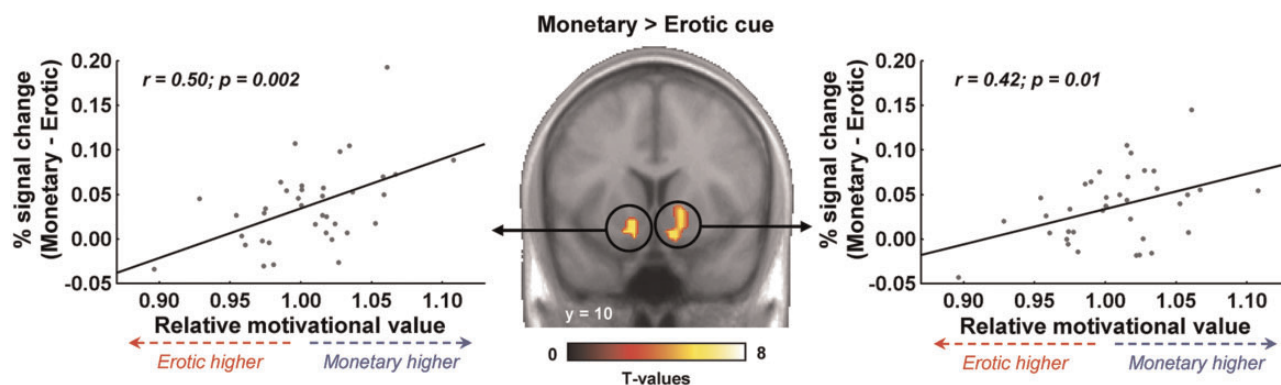 Monetary > Erotic cue
% signal change
(Monetary - Erotic)
0.20
0.15
0.10
0.05
0.00
-0.05
r = 0.50; p = 0.002
0.90 0.95 1.00 1.05 1.10
Relative motivational value
Erotic higher Monetary higher
y = 10
0 8
T-values
% signal change
(Monetary - Erotic)
0.20
0.15
0.10
0.05
0.00
-0.05
r = 0.42; p = 0.01
0.90 0.95 1.00 1.05 1.10
Relative motivational value
Erotic higher Monetary higher